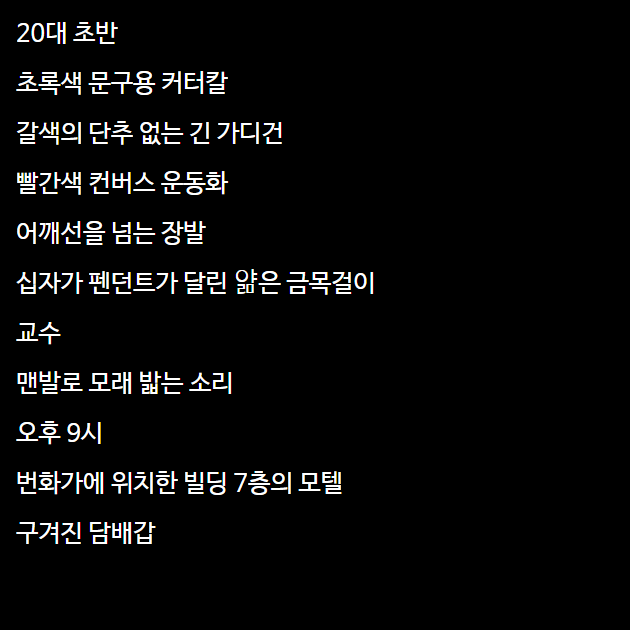 20대 초반
초록색 문구용 커터칼
갈색의 단추 없는 긴 가디건
빨간색 컨버스 운동화
어깨선을 넘는 장발
십자가 펜던트가 달린 얇은 금목걸이
교수
맨발로 모래 밟는 소리
오후 9시
번화가에 위치한 빌딩 7층의 모텔
구겨진 담배갑